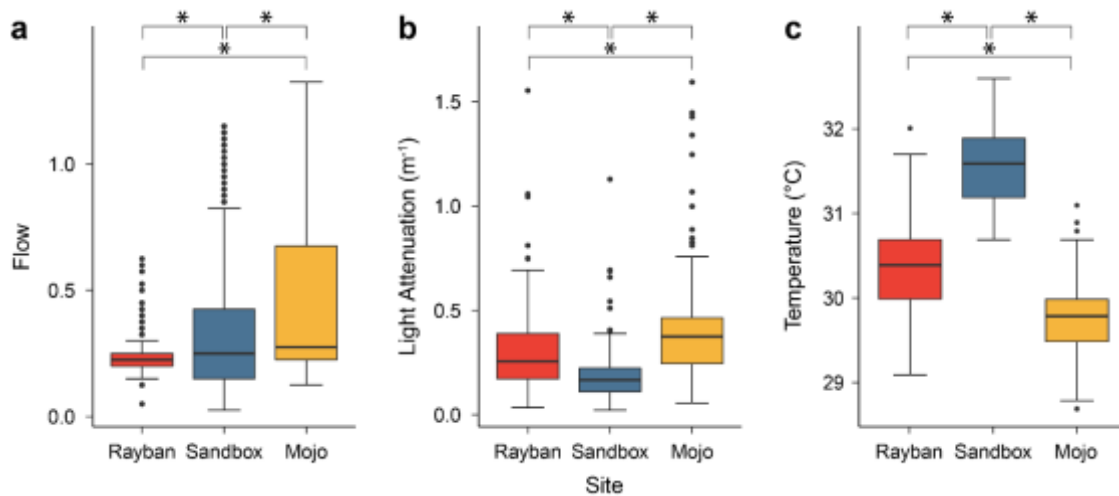 a
* *
*
Flow
1.0
0.5
0.0
Rayban Sandbox Mojo
b
* *
*
Light Attenuation (m⁻¹)
1.5
1.0
0.5
0.0
Rayban Sandbox Mojo
Site
c
* *
*
Temperature (°C)
32
31
30
29
Rayban Sandbox Mojo